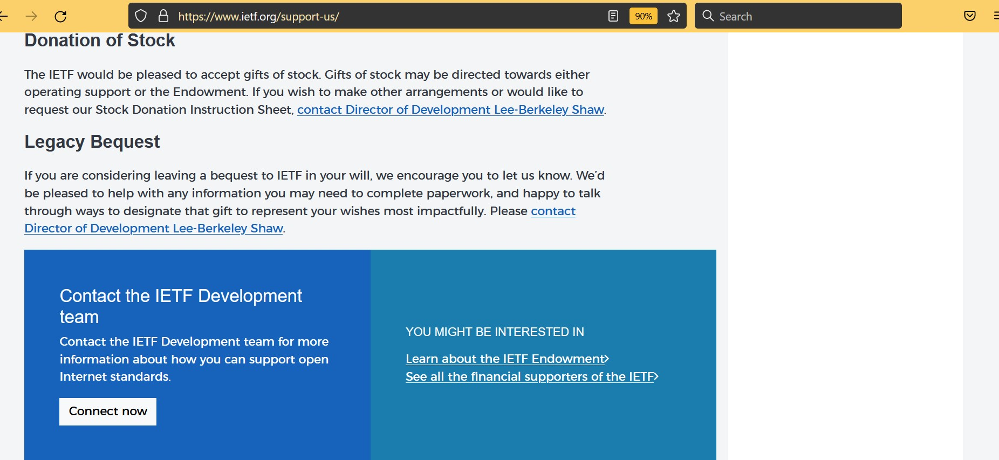 https://www.ietf.org/support-us/
90%
Search
Donation of Stock
The IETF would be pleased to accept gifts of stock. Gifts of stock may be directed towards either
operating support or the Endowment. If you wish to make other arrangements or would like to
request our Stock Donation Instruction Sheet, contact Director of Development Lee-Berkeley Shaw.
Legacy Bequest
If you are considering leaving a bequest to IETF in your will, we encourage you to let us know. We’d
be pleased to help with any information you may need to complete paperwork, and happy to talk
through ways to designate that gift to represent your wishes most impactfully. Please contact
Director of Development Lee-Berkeley Shaw.
Contact the IETF Development
team
Contact the IETF Development team for more
information about how you can support open
Internet standards.
Connect now
YOU MIGHT BE INTERESTED IN
Learn about the IETF Endowment
See all the financial supporters of the IETF